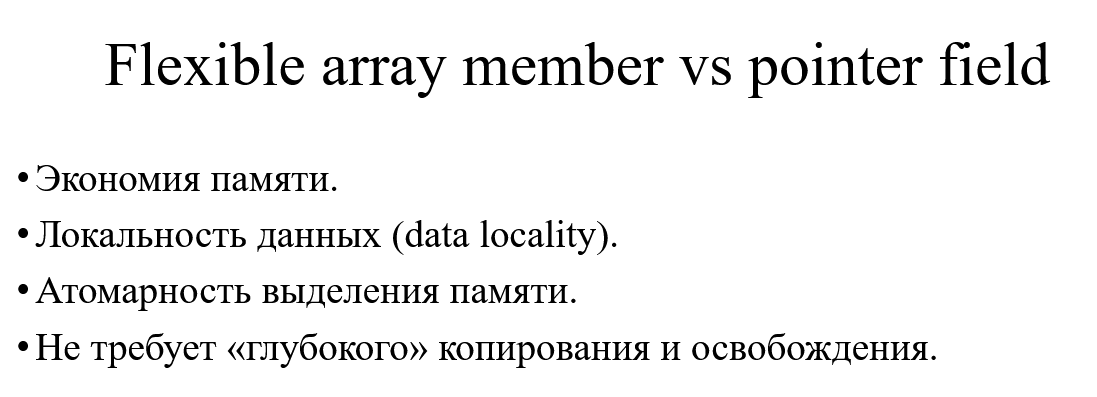 Flexible array member vs pointer field
• Экономия памяти.
• Локальность данных (data locality).
• Атомарность выделения памяти.
• Не требует «глубокого» копирования и освобождения.